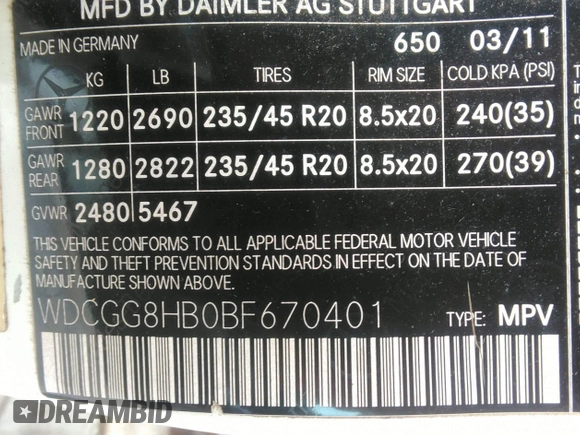 MFD BY DAIMLER AG STUTTGART
MADE IN GERMANY 650 03/11
KG LB TIRES RIM SIZE COLD KPA (PSI)
GAWR FRONT 1220 2690 235/45 R20 8.5x20 240(35)
GAWR REAR 1280 2822 235/45 R20 8.5x20 270(39)
GVWR 2480 5467
THIS VEHICLE CONFORMS TO ALL APPLICABLE FEDERAL MOTOR VEHICLE
SAFETY AND THEFT PREVENTION STANDARDS IN EFFECT ON THE DATE
OF MANUFACTURE SHOWN ABOVE.
WDCGG8HB0BF670401 TYPE: MPV
DREAMBID